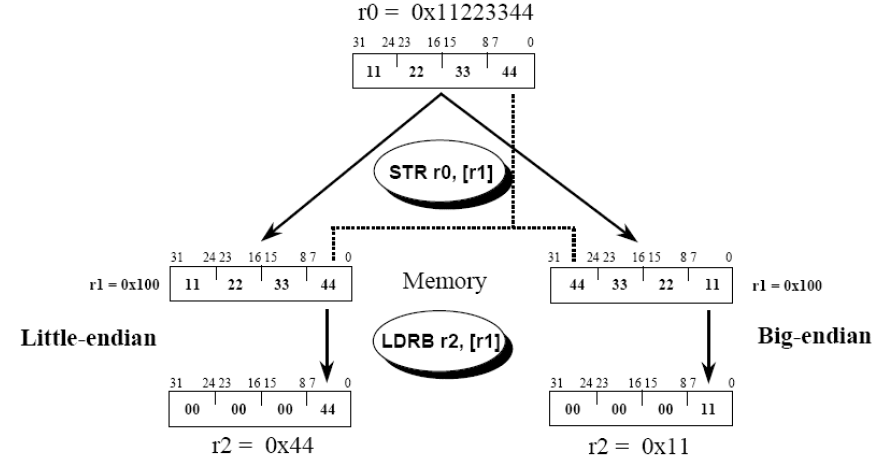 r0 = 0x11223344
31 24 23 16 15 8 7 0
11 22 33 44
STR r0, [r1]
31 24 23 16 15 8 7 0
r1 = 0x100 11 22 33 44
Memory
31 24 23 16 15 8 7 0
44 33 22 11 r1 = 0x100
Little-endian
LDRB r2, [r1]
Big-endian
31 24 23 16 15 8 7 0
00 00 00 44
r2 = 0x44
31 24 23 16 15 8 7 0
00 00 00 11
r2 = 0x11